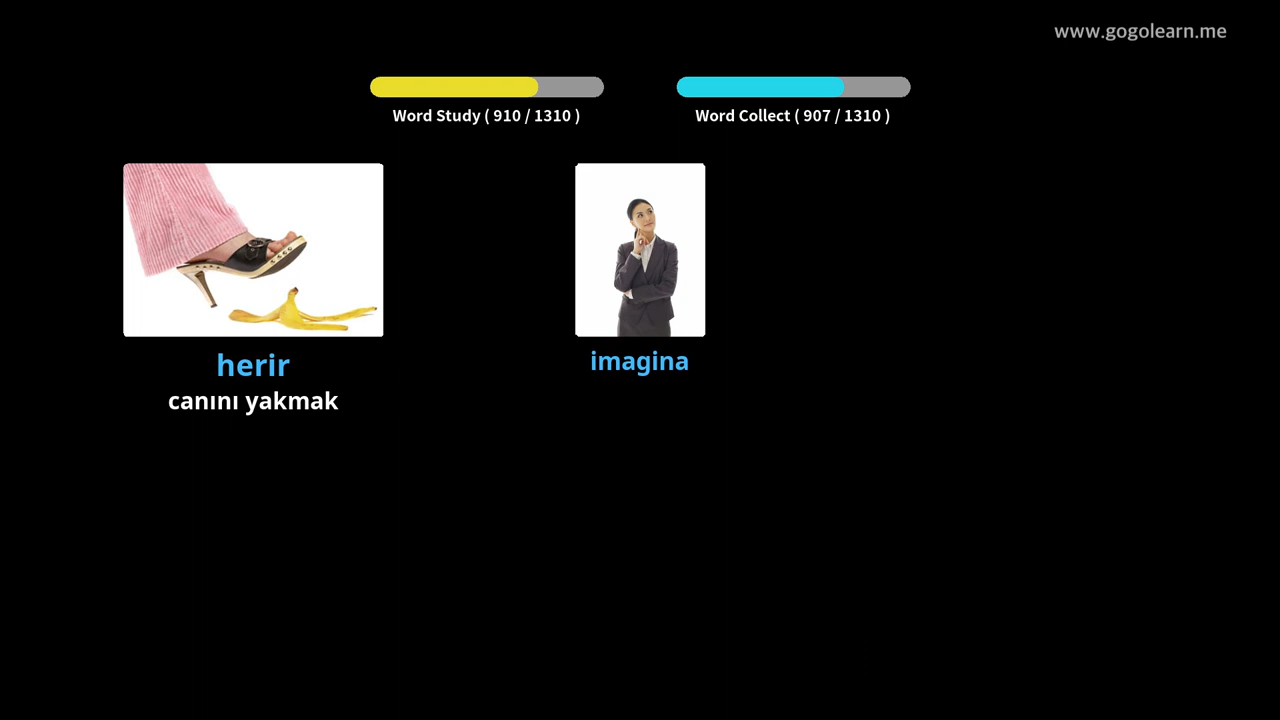 www.gogolearn.me
Word Study ( 910 / 1310 )
Word Collect ( 907 / 1310 )
herir
canını yakmak
imagina